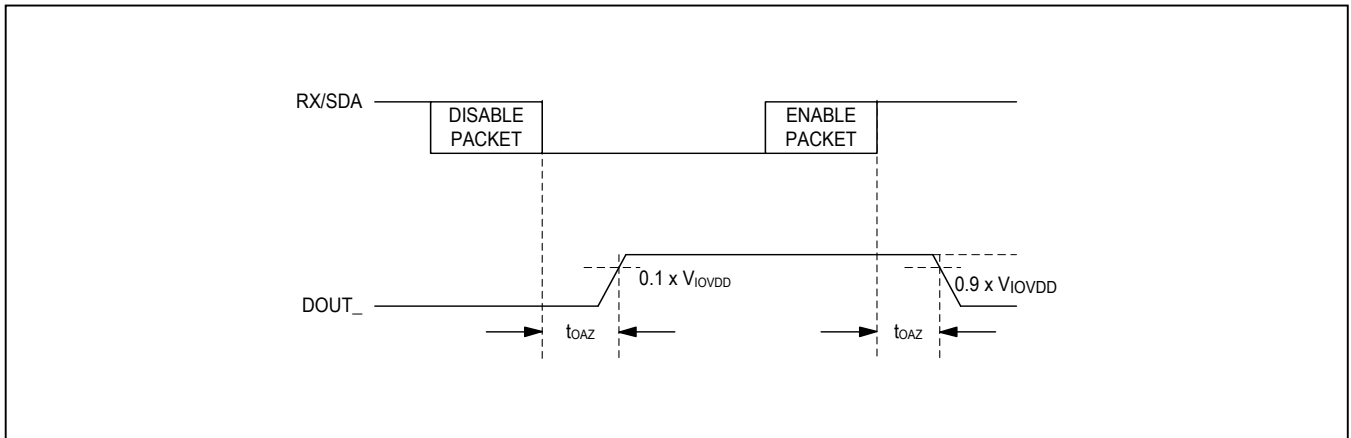 RX/SDA
DISABLE
PACKET
ENABLE
PACKET
0.1 x VIOVDD
0.9 x VIOVDD
DOUT_
tOAZ
tOAZ